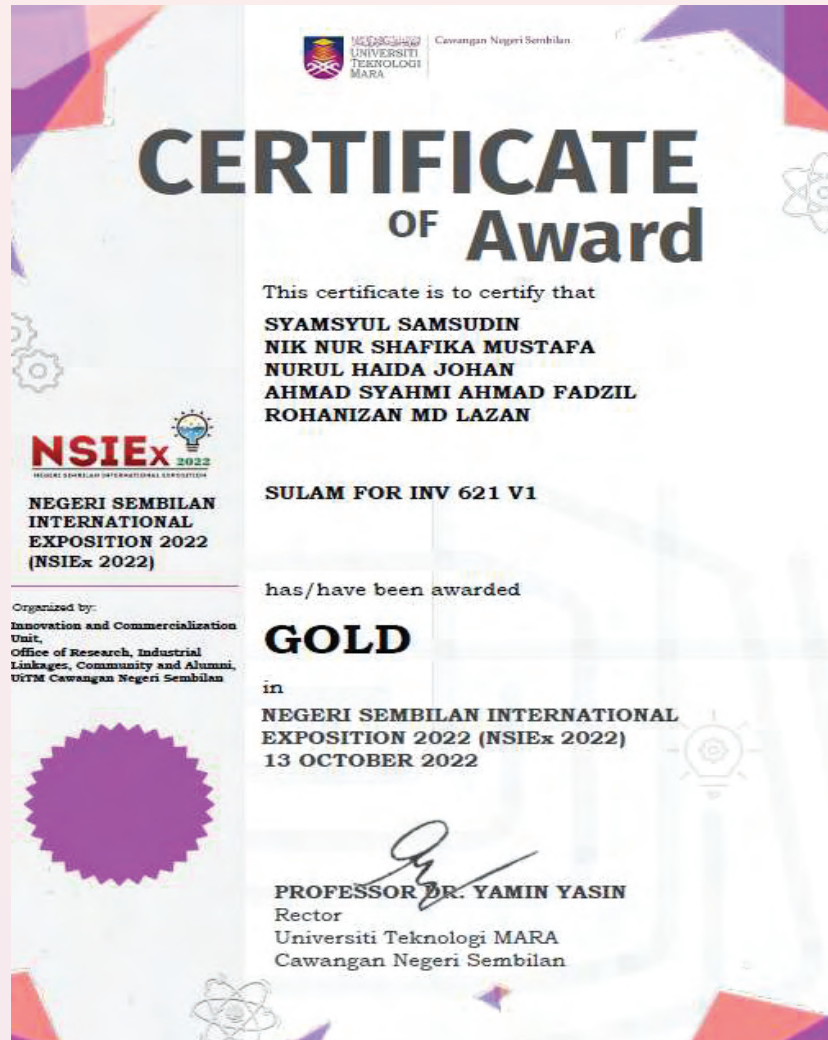 UNIVERSITI
TEKNOLOGI
MARA
Cawangan Negeri Sembilan
CERTIFICATE
OF Award
This certificate is to certify that
SYAMSYUL SAMSUDIN
NIK NUR SHAFIKA MUSTAFA
NURUL HAIDA JOHAN
AHMAD SYAHMI AHMAD FADZIL
ROHANIZAN MD LAZAN
NSIEx 2022
NEGERI SEMBILAN INTERNATIONAL EXPOSITION
NEGERI SEMBILAN
INTERNATIONAL
EXPOSITION 2022
(NSIEx 2022)
Organized by:
Innovation and Commercialization
Unit,
Office of Research, Industrial
Linkages, Community and Alumni,
UiTM Cawangan Negeri Sembilan
SULAM FOR INV 621 V1
has/have been awarded
GOLD
in
NEGERI SEMBILAN INTERNATIONAL
EXPOSITION 2022 (NSIEx 2022)
13 OCTOBER 2022
PROFESSOR DR. YAMIN YASIN
Rector
Universiti Teknologi MARA
Cawangan Negeri Sembilan